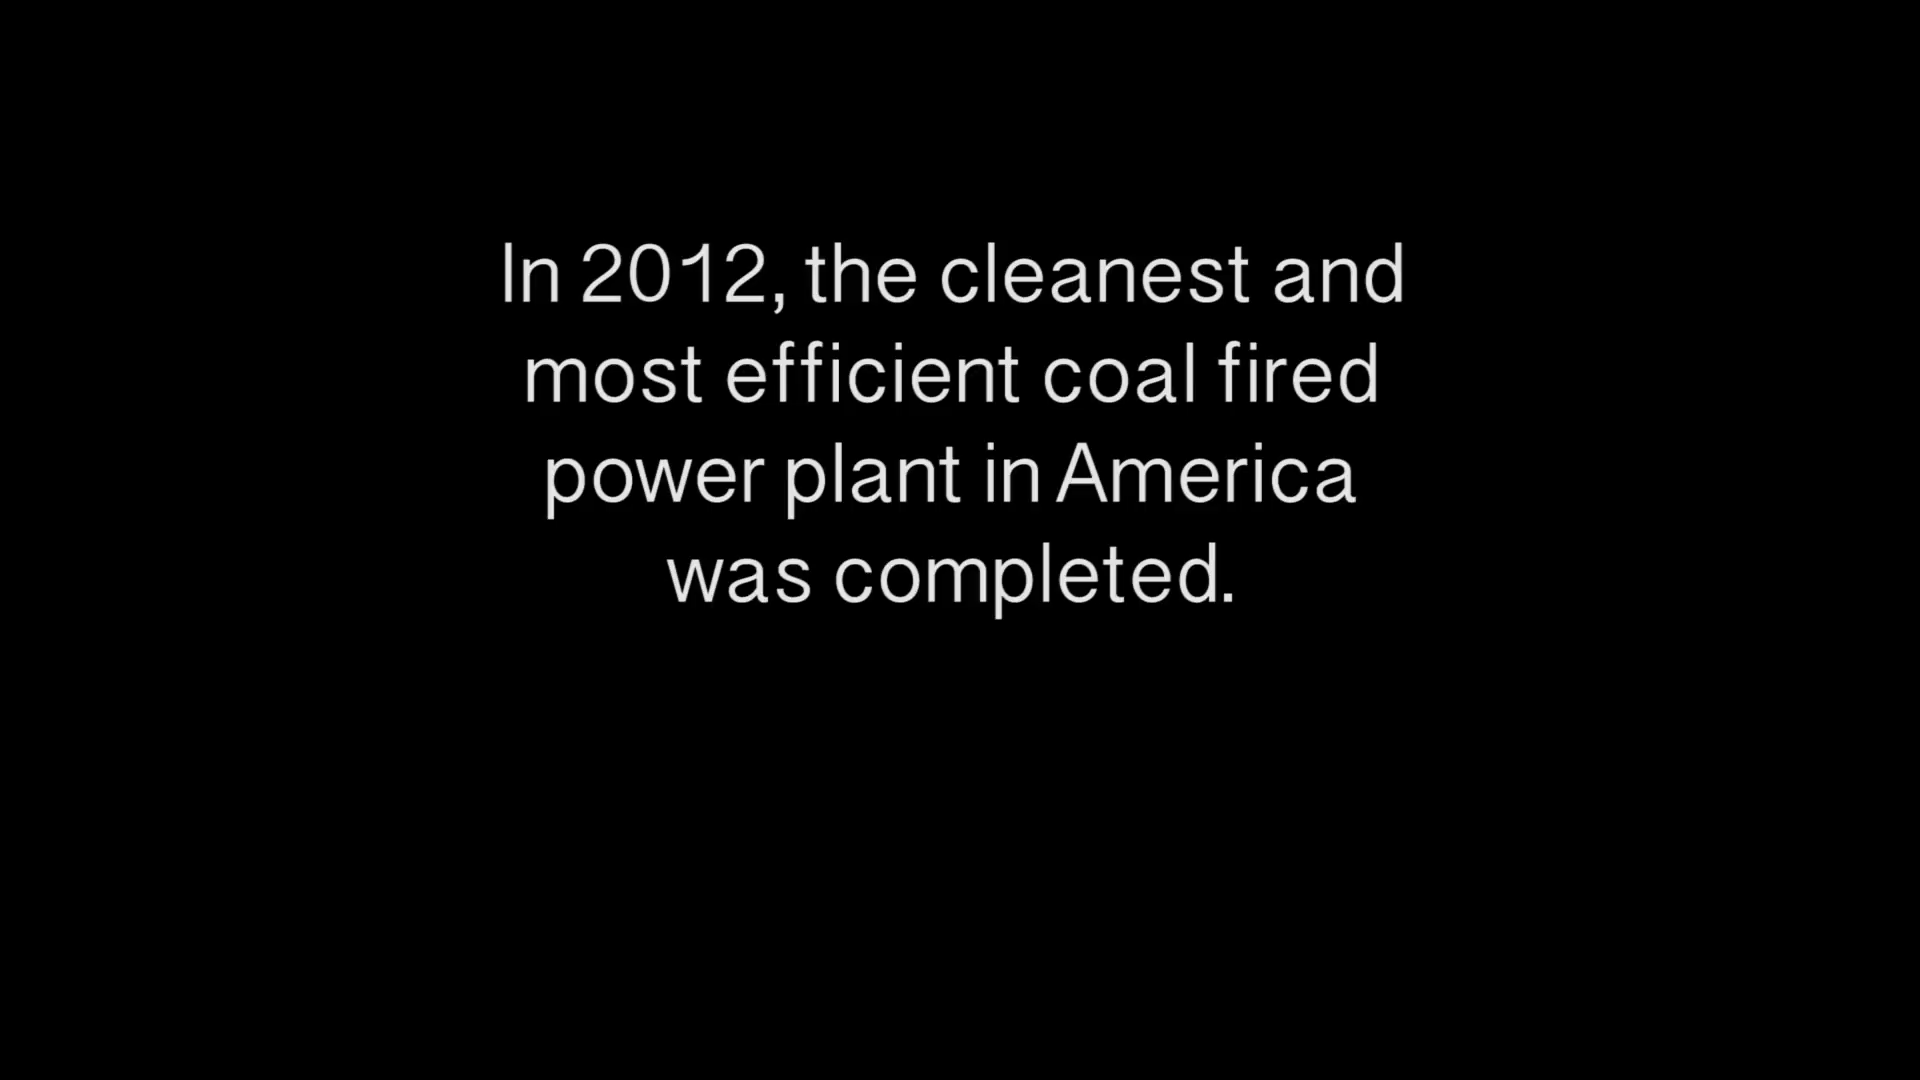 In 2012, the cleanest and
most efficient coal fired
power plant in America
was completed.